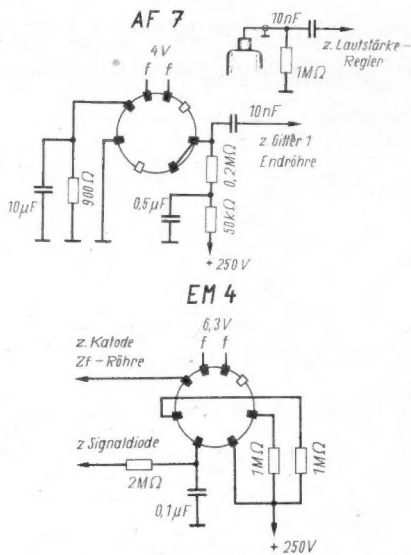 AF 7
4V
f f
10nF
z. Lautstärke-
Regler
1MΩ
10nF
z. Gitter 1
Endröhre
0,2MΩ
900Ω
10µF
0,5µF
50kΩ
+ 250V
EM 4
6,3V
f f
z. Katode
Zf-Röhre
z Signaldiode
2MΩ
1MΩ
1MΩ
0,1µF
+ 250V